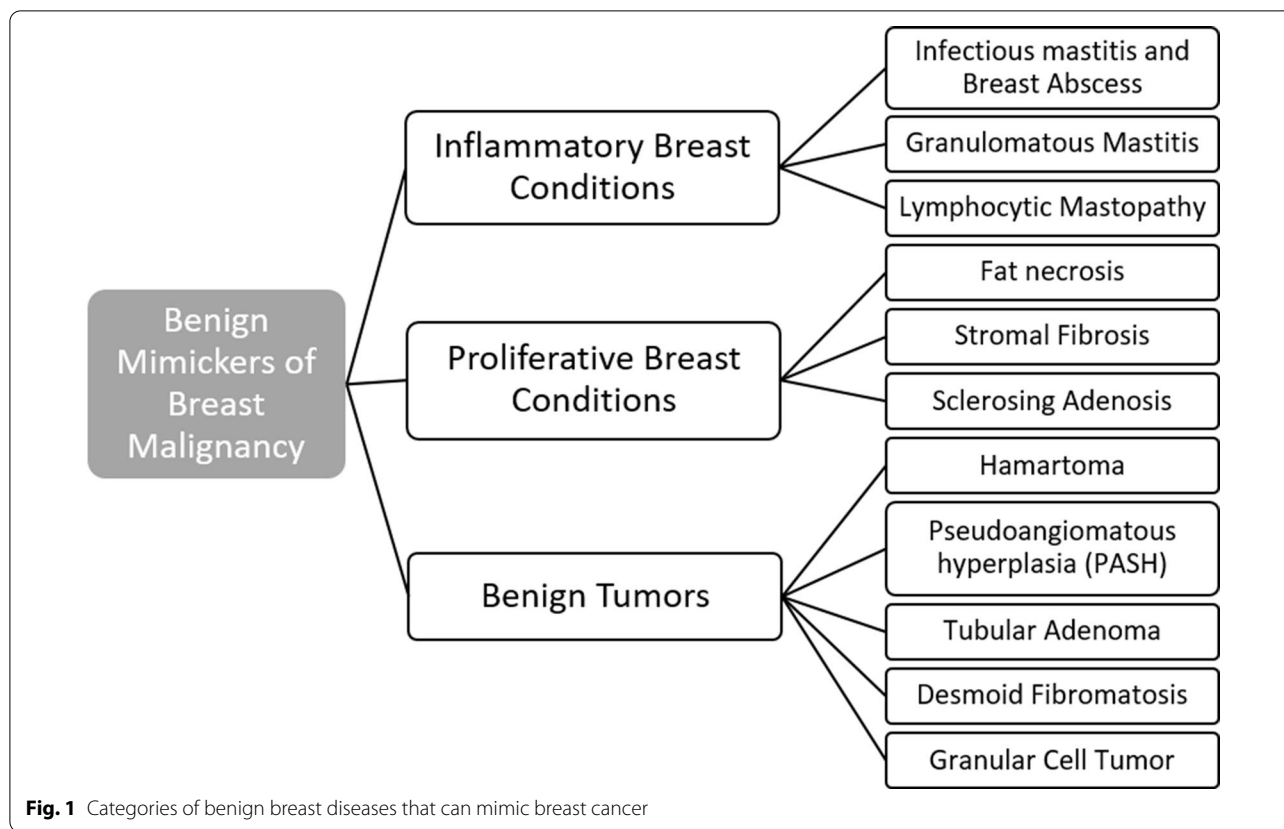 Benign
Mimickers of
Breast
Malignancy
Inflammatory Breast
Conditions
Infectious mastitis and
Breast Abscess
Granulomatous Mastitis
Lymphocytic Mastopathy
Proliferative Breast
Conditions
Fat necrosis
Stromal Fibrosis
Sclerosing Adenosis
Benign Tumors
Hamartoma
Pseudoangiomatous
hyperplasia (PASH)
Tubular Adenoma
Desmoid Fibromatosis
Granular Cell Tumor
Fig. 1 Categories of benign breast diseases that can mimic breast cancer